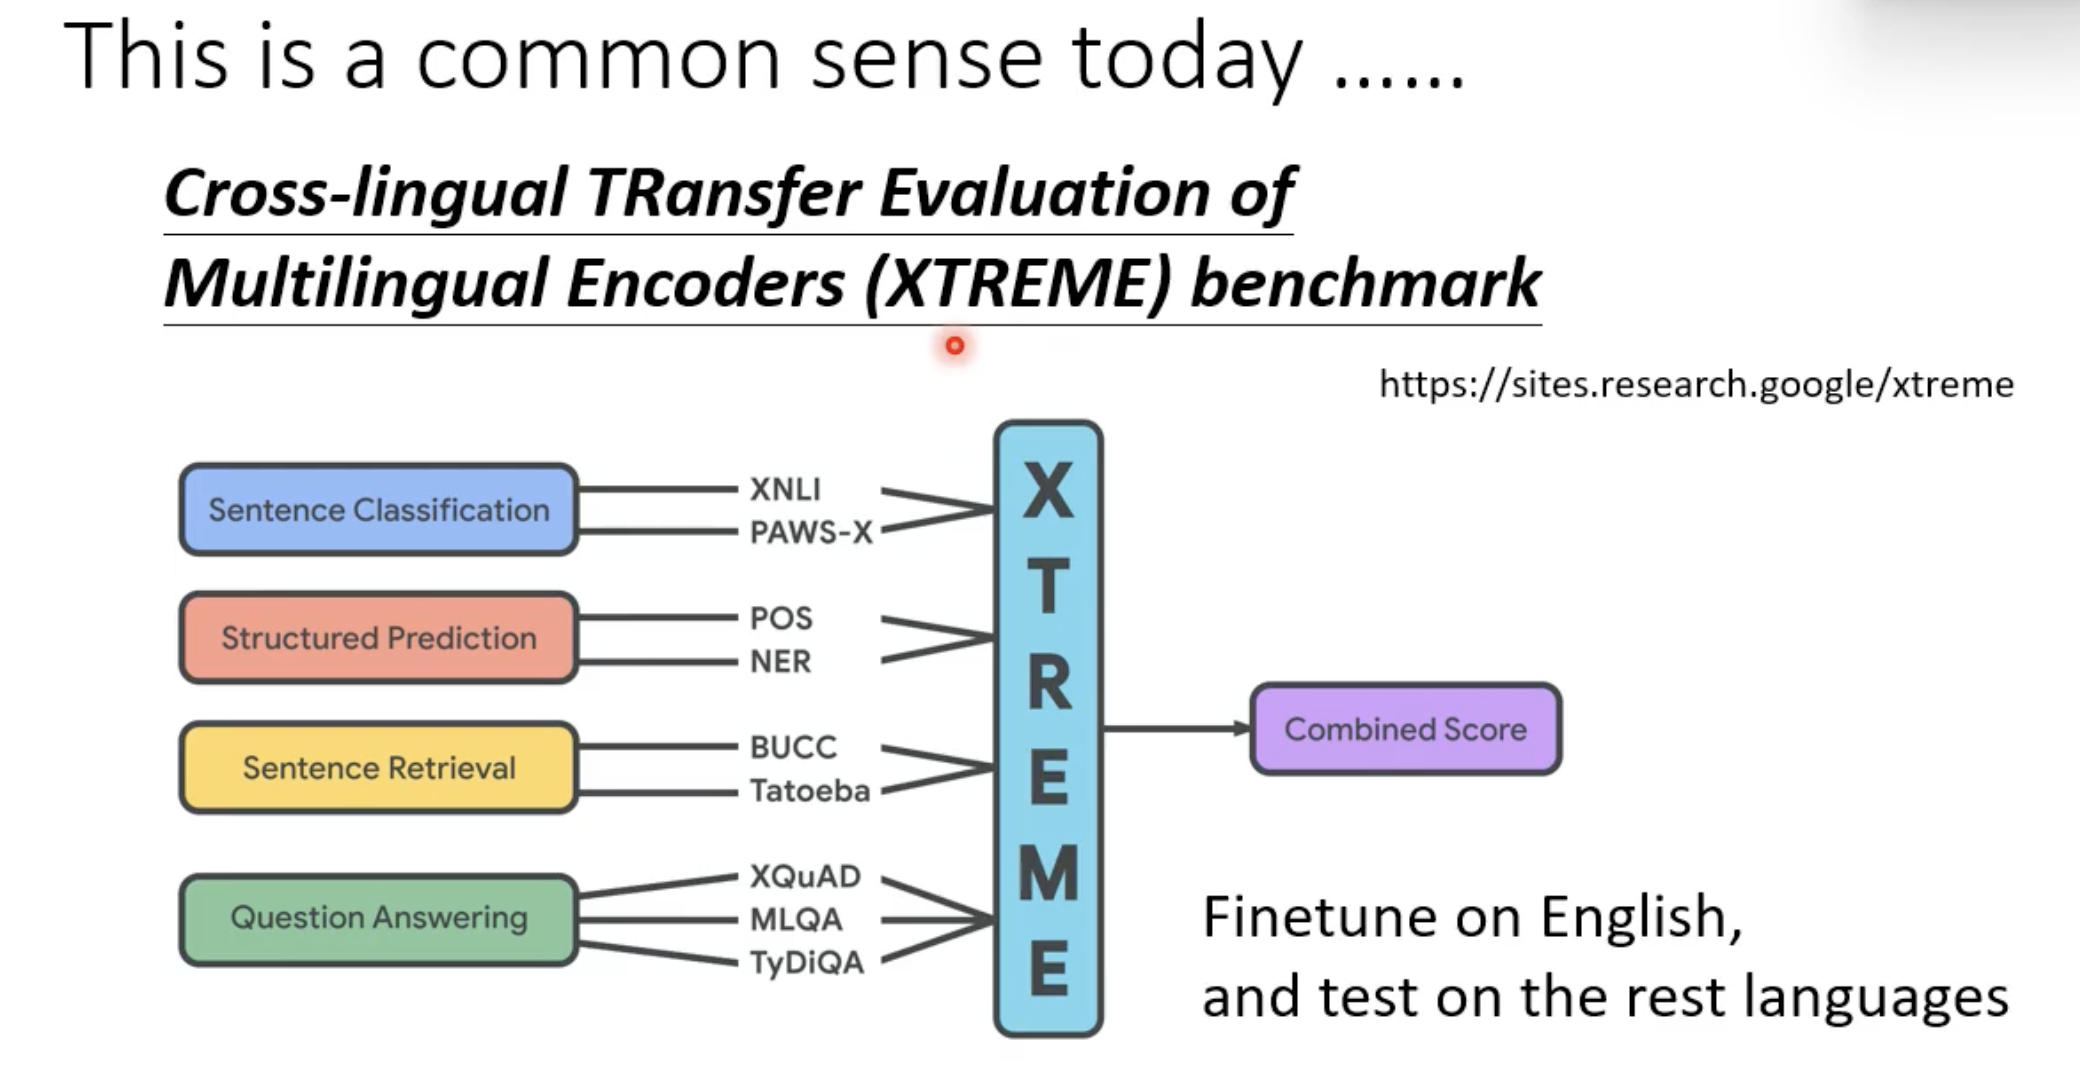 This is a common sense today ......
Cross-lingual TRansfer Evaluation of
Multilingual Encoders (XTREME) benchmark
https://sites.research.google/xtreme
Sentence Classification
XNLI
PAWS-X
Structured Prediction
POS
NER
Sentence Retrieval
BUCC
Tatoeba
Question Answering
XQuAD
MLQA
TyDiQA
X
T
R
E
M
E
Combined Score
Finetune on English,
and test on the rest languages